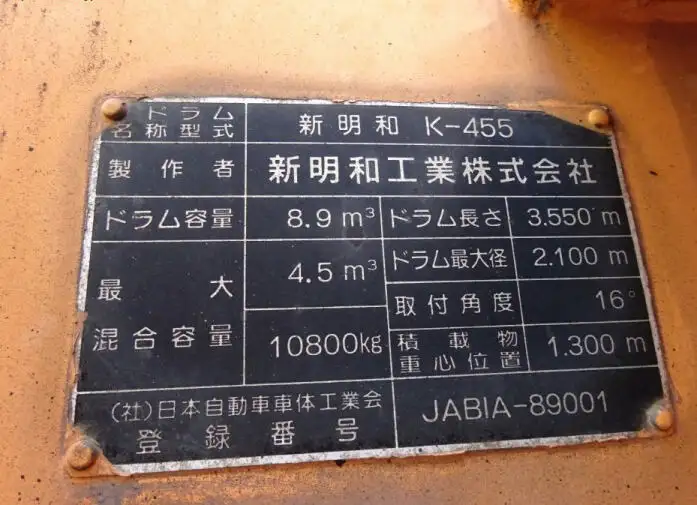 ドラム
名称型式 新明和 K-455
製作者 新明和工業株式会社
ドラム容量 8.9 m³ ドラム長さ 3.550 m
最大
混合容量 4.5 m³ ドラム最大径 2.100 m
10800kg 取付角度 16°
積載物
重心位置 1.300 m
(社)日本自動車車体工業会
登録番号 JABIA-89001